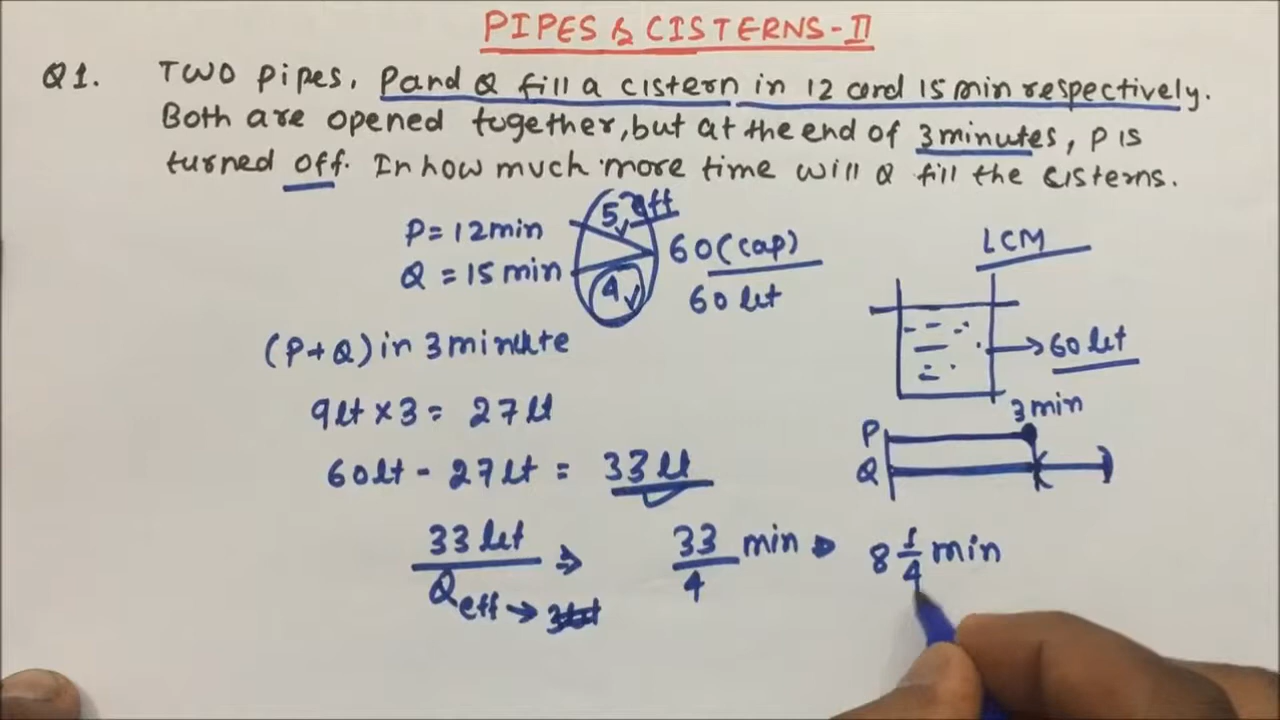 PIPES & CISTERNS-II
Q1. TWO pipes, P and Q fill a cistern in 12 and 15 min respectively.
Both are opened together, but at the end of 3 minutes, P is
turned off. In how much more time will Q fill the cisterns.
5 eff
P = 12 min
60 (cap)
LCM
Q = 15 min
4
60 let
(P+Q) in 3 minute
60 let
9 lt × 3 = 27 lt
3 min
P
60 lt - 27 lt = 33 lt
Q
33 let
Q eff →
33
4
min
8 1/4 min